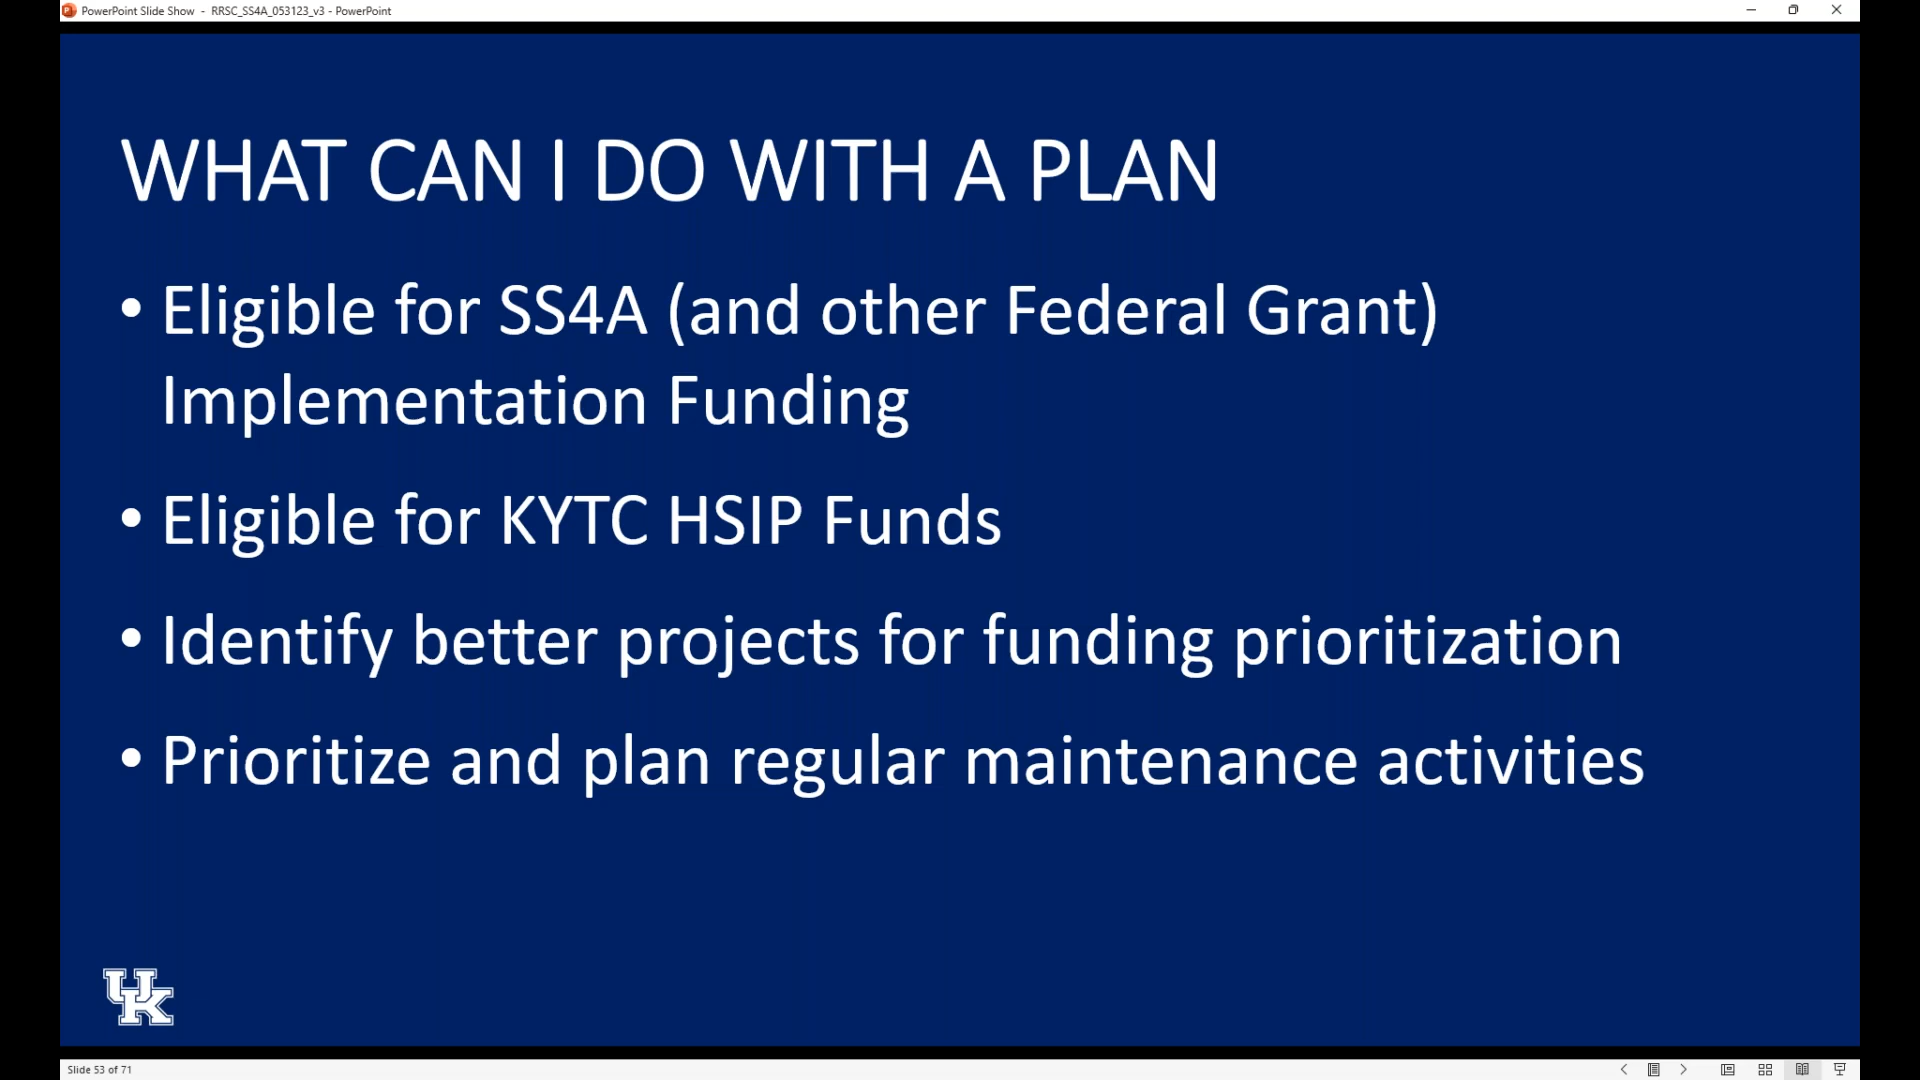 PowerPoint Slide Show - RRSC_SS4A_053123_v3 - PowerPoint
WHAT CAN I DO WITH A PLAN
• Eligible for SS4A (and other Federal Grant)
Implementation Funding
• Eligible for KYTC HSIP Funds
• Identify better projects for funding prioritization
• Prioritize and plan regular maintenance activities
UK
Slide 53 of 71